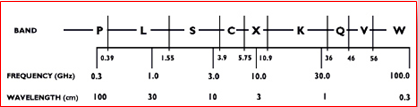 BAND P L S C X K Q V W
0.39 1.55 3.9 5.75 10.9 36 46 56
FREQUENCY (GHz) 0.3 1.0 3.0 10.0 30.0 100.0
WAVELENGTH (cm) 100 30 10 3 1 0.3